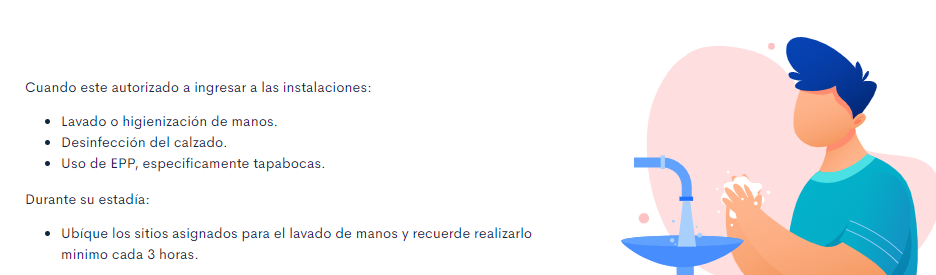 Cuando este autorizado a ingresar a las instalaciones:
• Lavado o higienización de manos.
• Desinfección del calzado.
• Uso de EPP, especificamente tapabocas.
Durante su estadía:
• Ubíque los sitios asignados para el lavado de manos y recuerde realizarlo
minimo cada 3 horas.